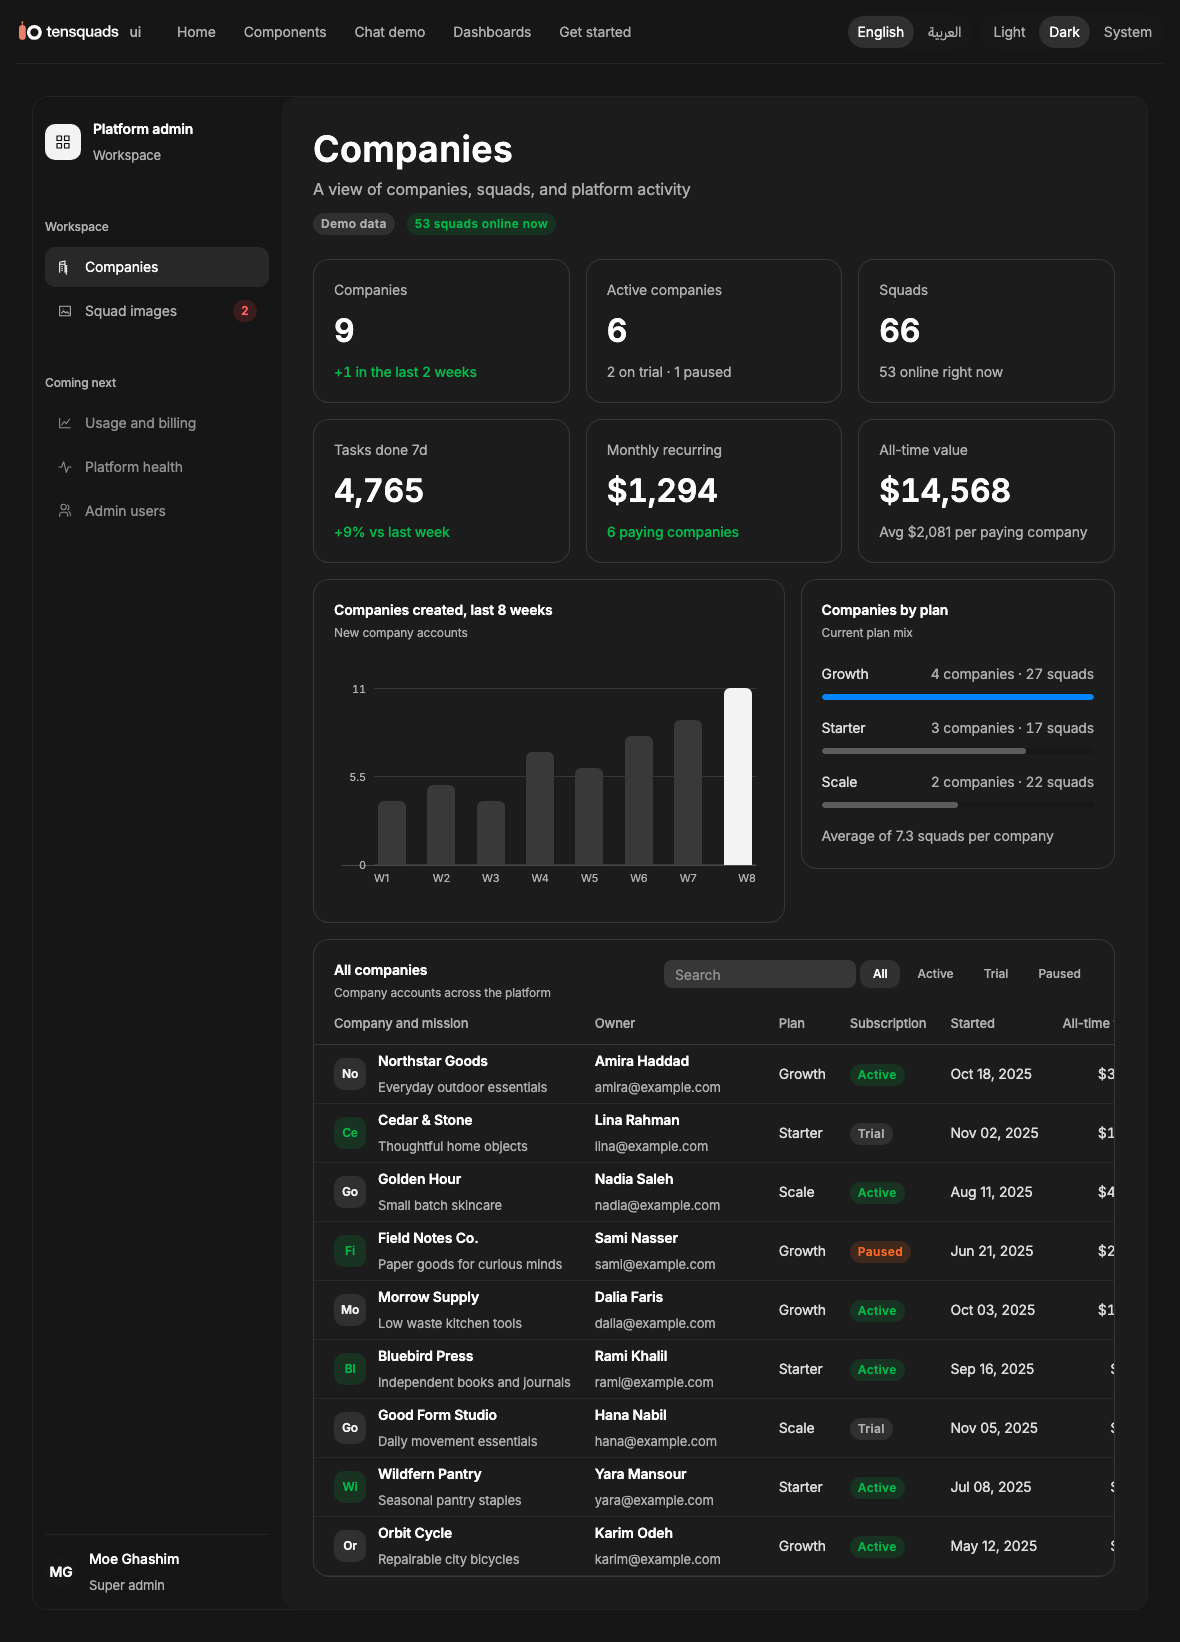 tensquads ui Home Components Chat demo Dashboards Get started English العربية Light Dark System
Platform admin
Workspace
Workspace
Companies
Squad images 2
Coming next
Usage and billing
Platform health
Admin users
MG
Moe Ghashim
Super admin
Companies
A view of companies, squads, and platform activity
Demo data 53 squads online now
Companies
9
+1 in the last 2 weeks
Active companies
6
2 on trial · 1 paused
Squads
66
53 online right now
Tasks done 7d
4,765
+9% vs last week
Monthly recurring
$1,294
6 paying companies
All-time value
$14,568
Avg $2,081 per paying company
Companies created, last 8 weeks
New company accounts
11
5.5
0
W1 W2 W3 W4 W5 W6 W7 W8
Companies by plan
Current plan mix
Growth 4 companies · 27 squads
Starter 3 companies · 17 squads
Scale 2 companies · 22 squads
Average of 7.3 squads per company
All companies
Company accounts across the platform
Search All Active Trial Paused
Company and mission Owner Plan Subscription Started All-time
No Northstar Goods Amira Haddad Growth Active Oct 18, 2025 $3
Everyday outdoor essentials amira@example.com
Ce Cedar & Stone Lina Rahman Starter Trial Nov 02, 2025 $1
Thoughtful home objects lina@example.com
Go Golden Hour Nadia Saleh Scale Active Aug 11, 2025 $4
Small batch skincare nadia@example.com
Fi Field Notes Co. Sami Nasser Growth Paused Jun 21, 2025 $2
Paper goods for curious minds sami@example.com
Mo Morrow Supply Dalia Faris Growth Active Oct 03, 2025 $1
Low waste kitchen tools dalia@example.com
Bl Bluebird Press Rami Khalil Starter Active Sep 16, 2025
Independent books and journals rami@example.com
Go Good Form Studio Hana Nabil Scale Trial Nov 05, 2025
Daily movement essentials hana@example.com
Wi Wildfern Pantry Yara Mansour Starter Active Jul 08, 2025
Seasonal pantry staples yara@example.com
Or Orbit Cycle Karim Odeh Growth Active May 12, 2025
Repairable city bicycles karim@example.com